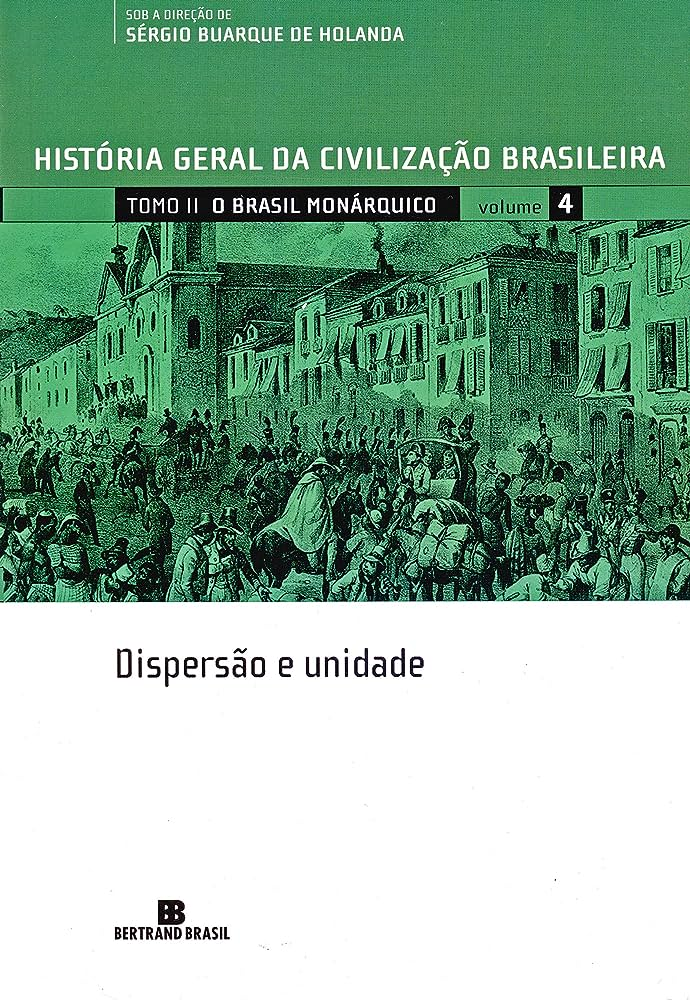 SOB A DIREÇÃO DE
SÉRGIO BUARQUE DE HOLANDA
HISTÓRIA GERAL DA CIVILIZAÇÃO BRASILEIRA
TOMO II O BRASIL MONÁRQUICO volume 4
Dispersão e unidade
BB
BERTRAND BRASIL